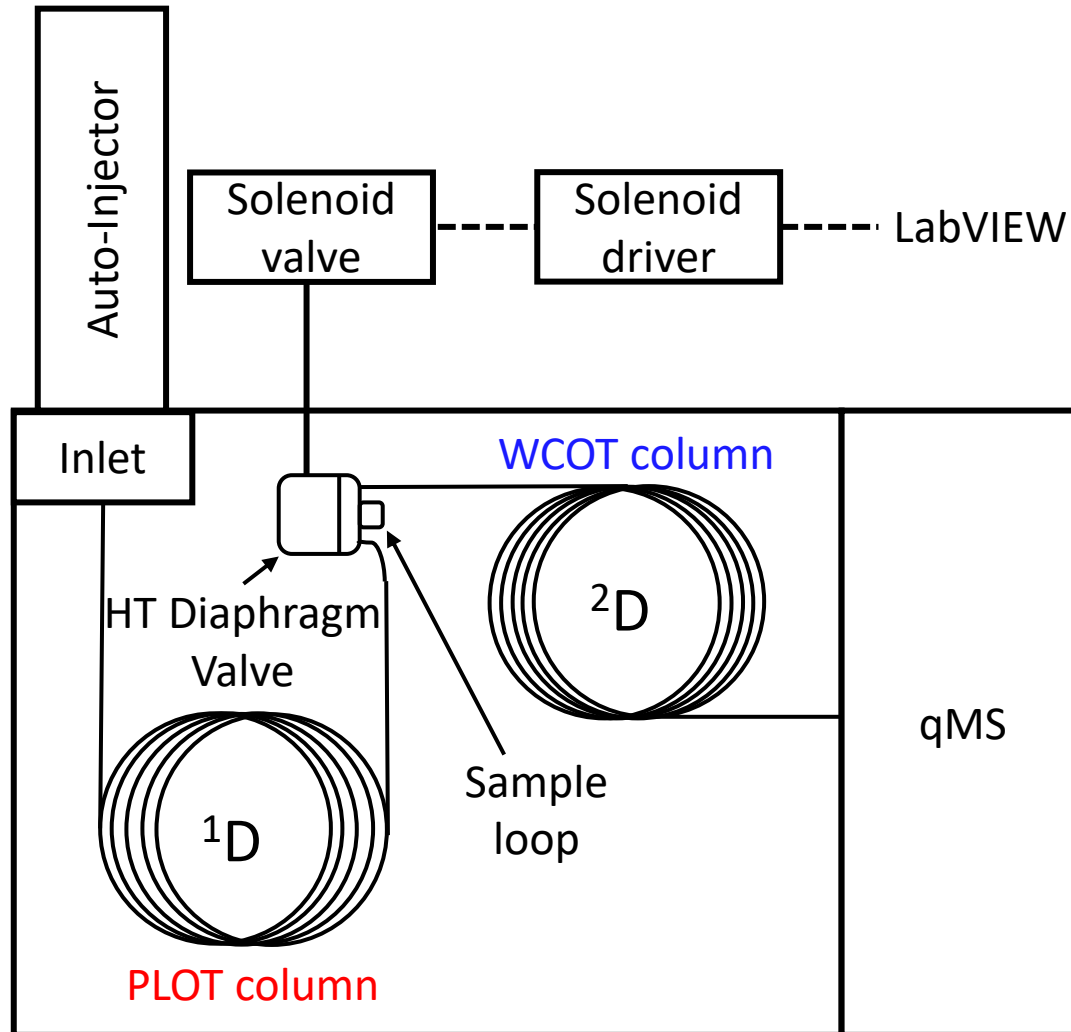 Auto-Injector
Solenoid
valve
Solenoid
driver
LabVIEW
Inlet
WCOT column
²D
HT Diaphragm
Valve
Sample
loop
qMS
¹D
PLOT column